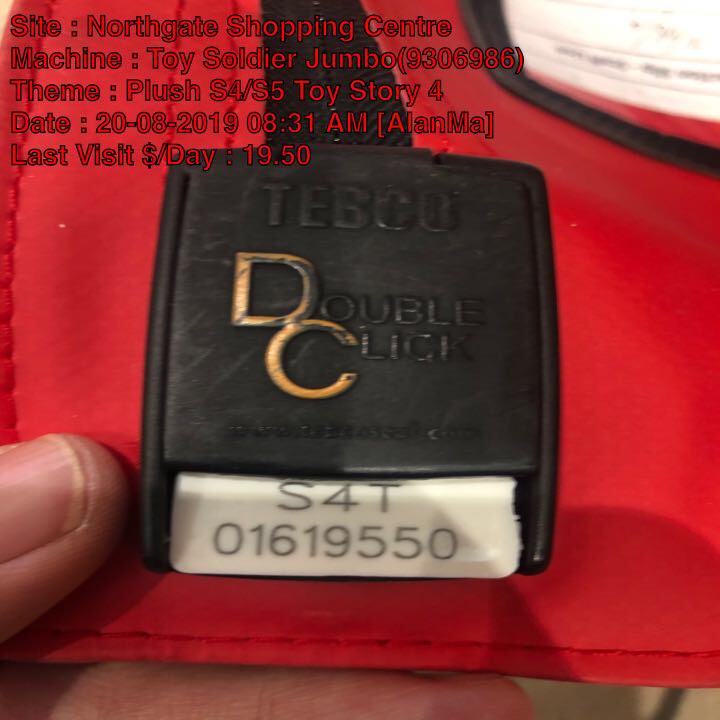 Site : Northgate Shopping Centre
Machine : Toy Soldier Jumbo(9306986)
Theme : Plush S4/S5 Toy Story 4
Date : 20-08-2019 08:31 AM [AlanMa]
Last Visit $/Day : 19.50
TEBCO
DOUBLE
CLICK
S4T
01619550